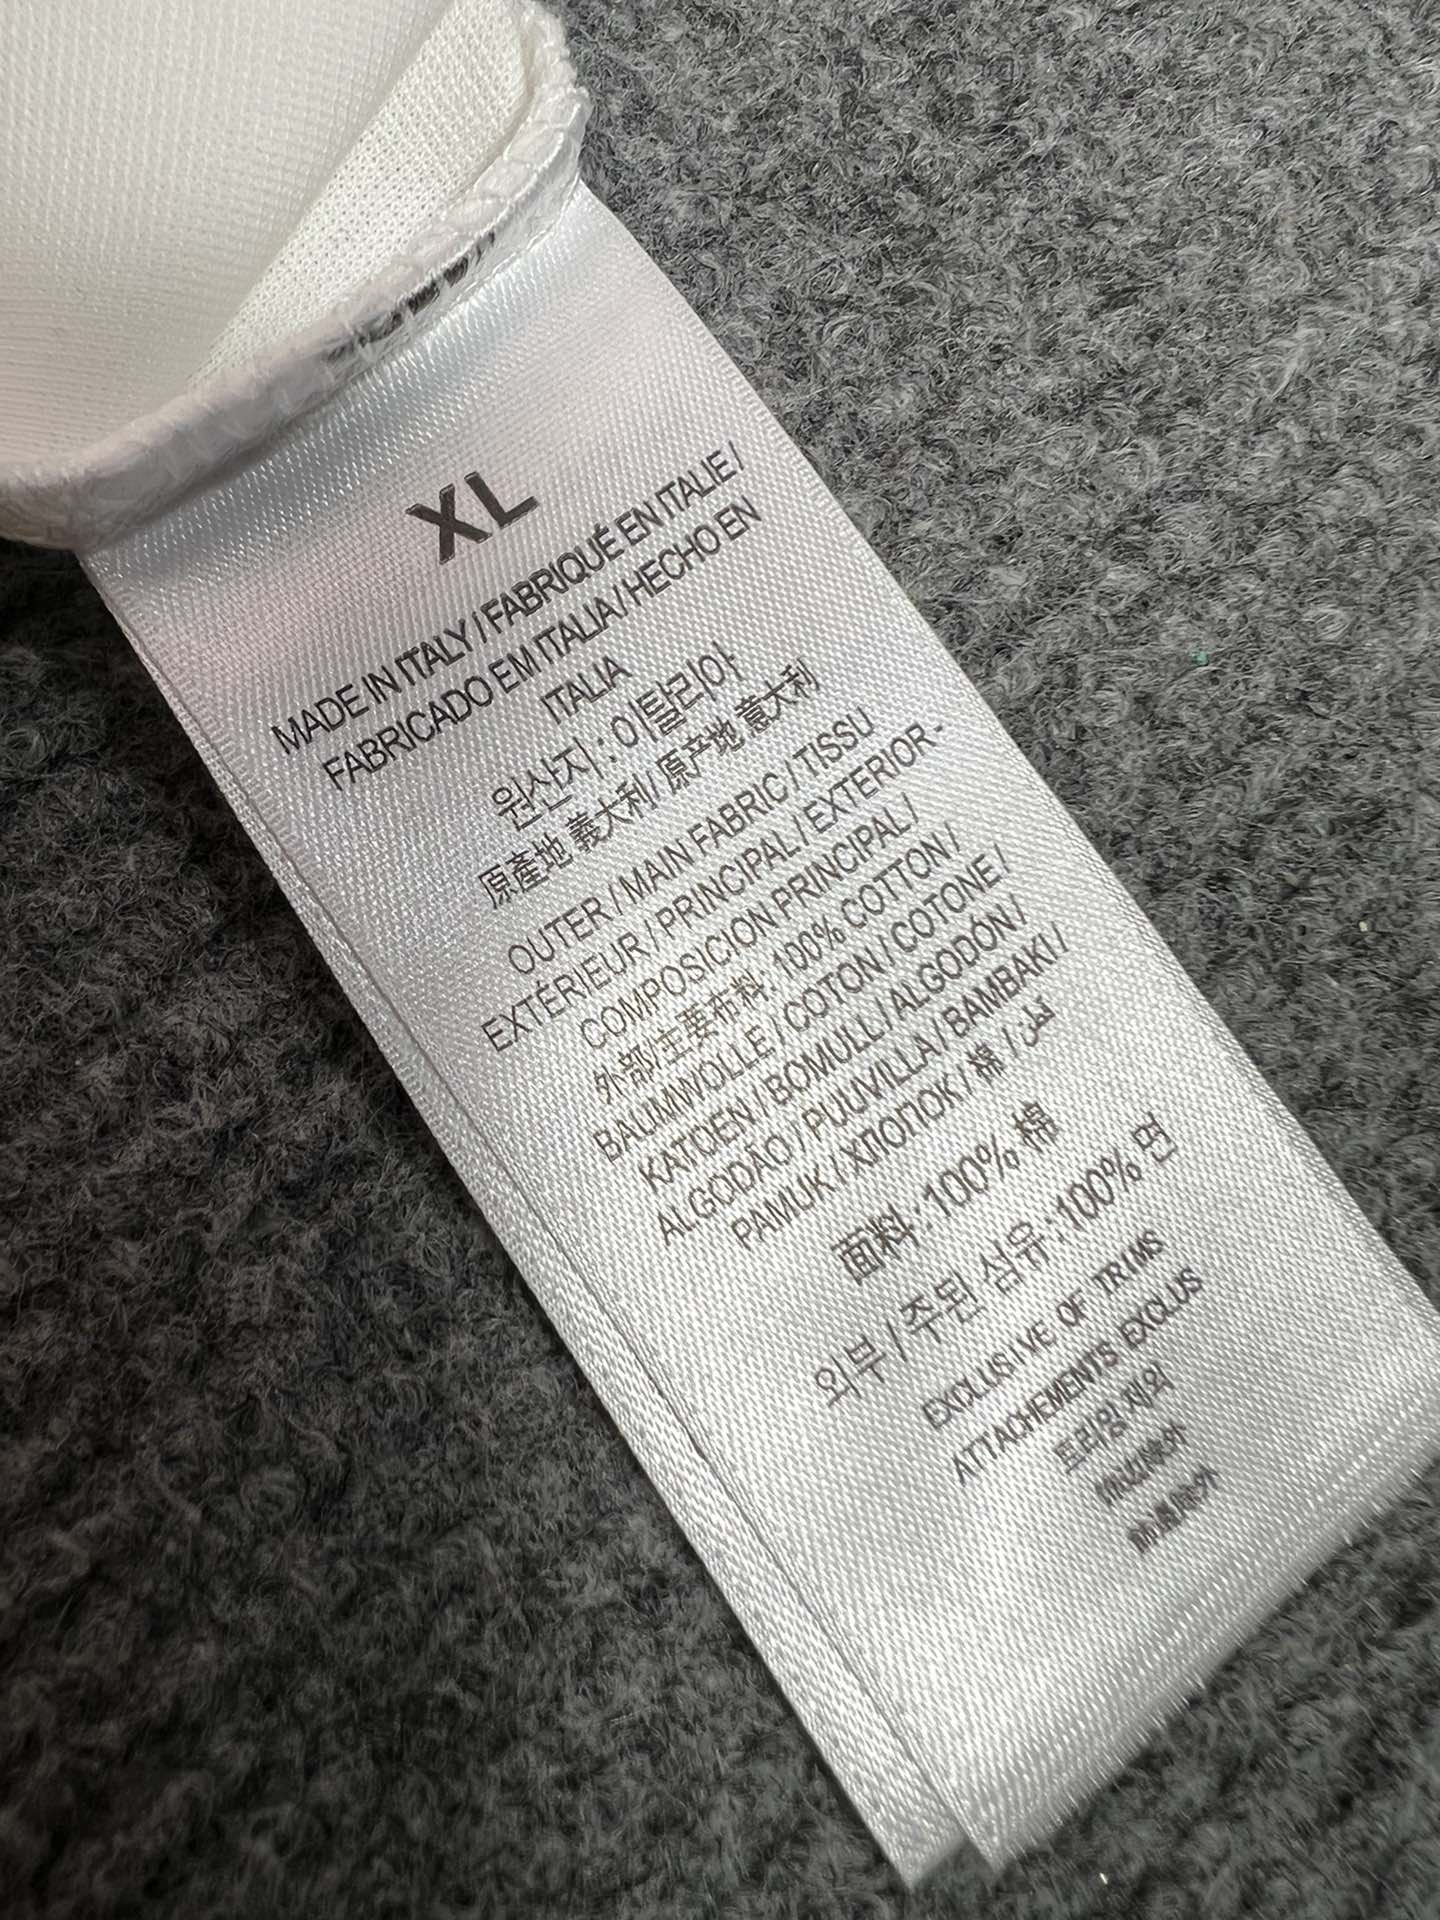 XL
MADE IN ITALY / FABRIQUÉ EN ITALIE /
FABRICADO EM ITALIA / HECHO EN
ITALIA
원산지 : 이탈리아
原產地 義大利 / 原产地 意大利
OUTER / MAIN FABRIC / TISSU
EXTÉRIEUR / PRINCIPAL / EXTERIOR -
COMPOSICION PRINCIPAL /
外部/主要布料: 100% COTTON /
BAUMWOLLE / COTON / COTONE /
KATOEN / BOMULL / ALGODÓN /
ALGODÃO / PUUVILLA / BAMBAKI /
PAMUK / ХПОПОК / 棉 / قطن
面料 : 100% 棉
외부 / 주된 섬유 : 100% 면
EXCLUSIVE OF TRIMS
ATTACHEMENTS EXCLUS
트리밍 제외